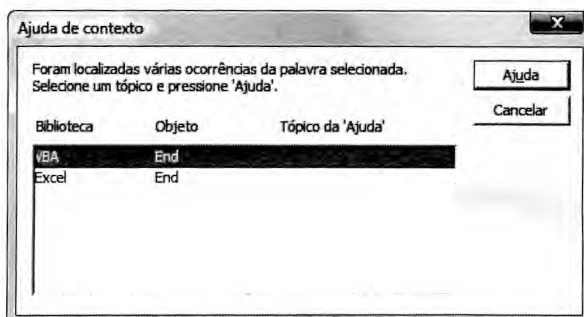 Ajuda de contexto
X
Foram localizadas várias ocorrências da palavra selecionada.
Selecione um tópico e pressione 'Ajuda'.
Ajuda
Cancelar
Biblioteca Objeto Tópico da 'Ajuda'
VBA End
Excel End